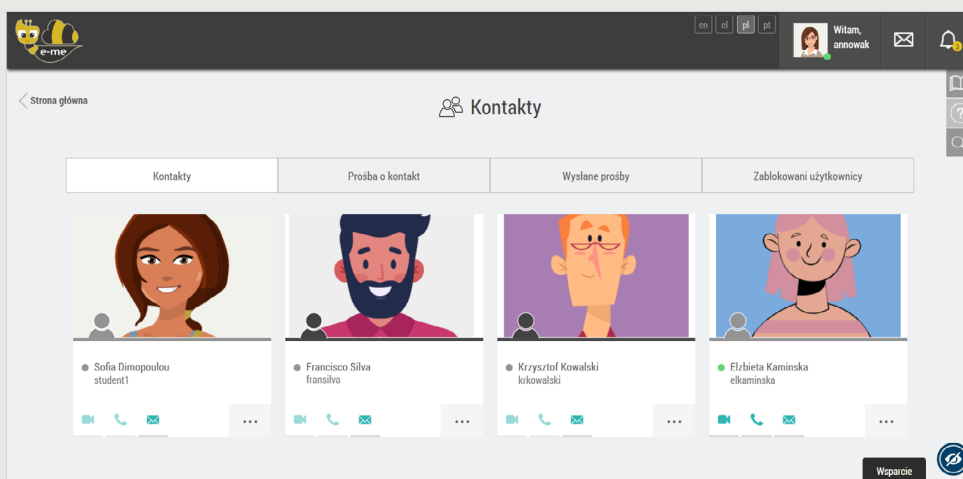 e-me
en el pl pt
Witam,
annowak
3
Strona główna
Kontakty
Kontakty
Prośba o kontakt
Wysłane prośby
Zablokowani użytkownicy
Sofia Dimopoulou
student1
Francisco Silva
fransilva
Krzysztof Kowalski
krkowalski
Elzbieta Kaminska
elkaminska
Wsparcie